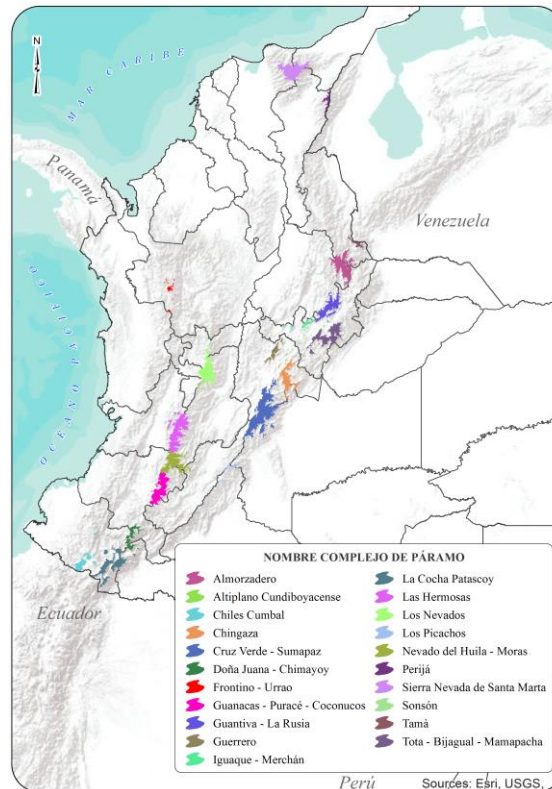 N
MAR CARIBE
Panamá
Venezuela
OCEANO PACIFICO
Ecuador
NOMBRE COMPLEJO DE PÁRAMO
Almorzadero
Altiplano Cundiboyacense
Chiles Cumbal
Chingaza
Cruz Verde - Sumapaz
Doña Juana - Chimayoy
Frontino - Urrao
Guanacas - Puracé - Coconucos
Guantiva - La Rusia
Guerrero
Iguaque - Merchán
La Cocha Patascoy
Las Hermosas
Los Nevados
Los Picachos
Nevado del Huila - Moras
Perijá
Sierra Nevada de Santa Marta
Sonsón
Tamà
Tota - Bijagual - Mamapacha
Perú
Sources: Esri, USGS,